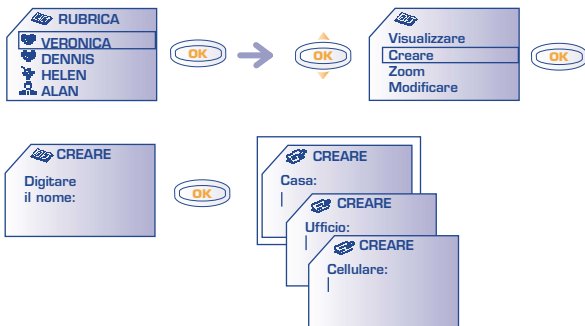 RUBRICA
VERONICA
DENNIS
HELEN
ALAN
OK
OK
Visualizzare
Creare
Zoom
Modificare
OK
CREARE
Digitare
il nome:
OK
CREARE
Casa:
CREARE
Ufficio:
CREARE
Cellulare: